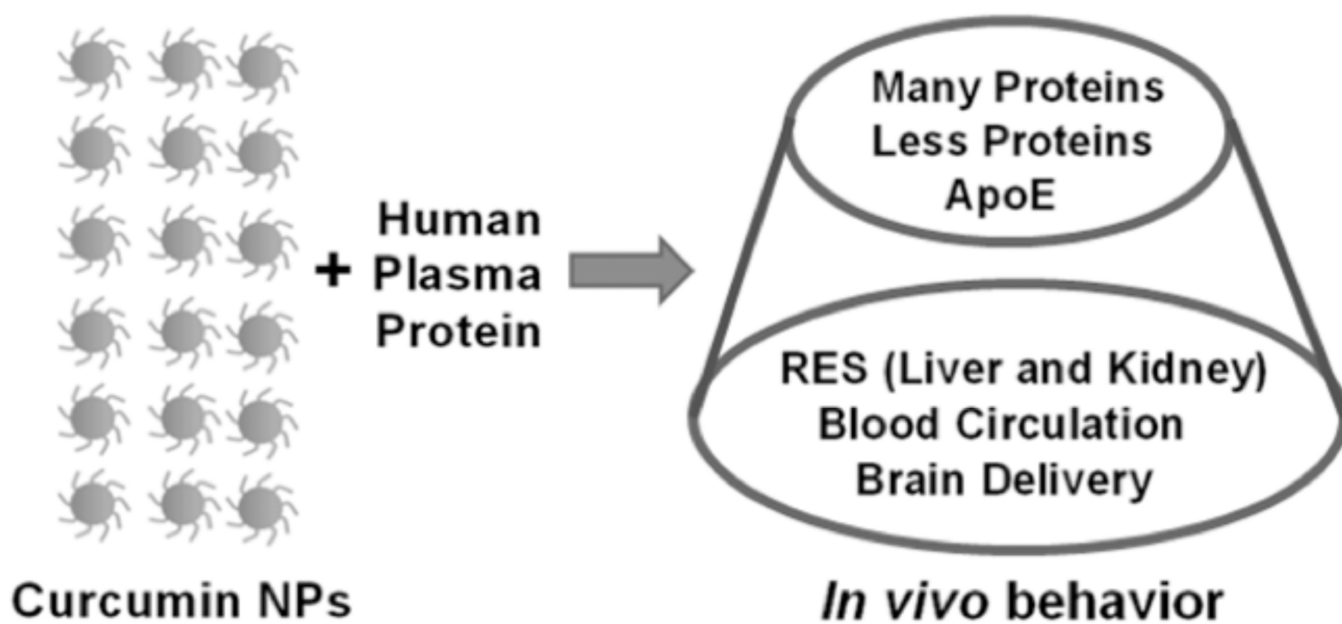 Curcumin NPs
+
Human
Plasma
Protein
Many Proteins
Less Proteins
ApoE
RES (Liver and Kidney)
Blood Circulation
Brain Delivery
In vivo behavior